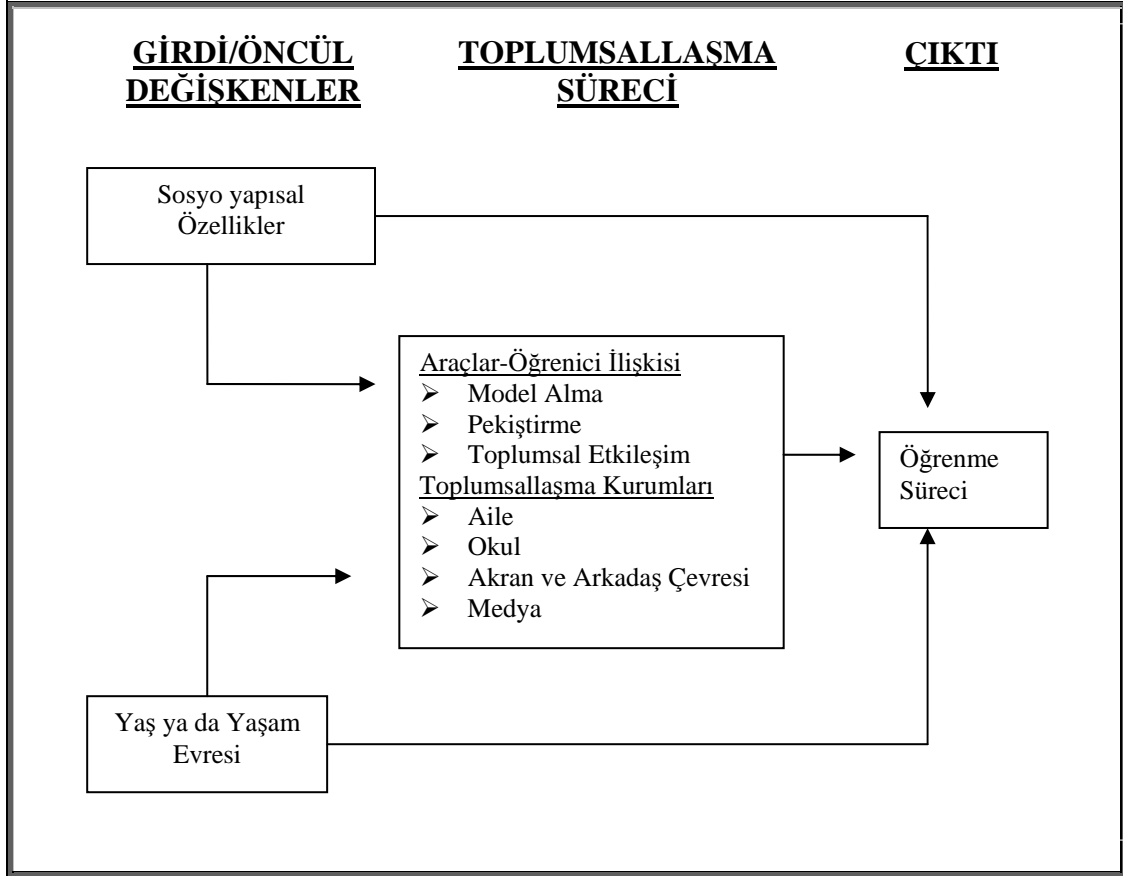 GİRDİ/ÖNCÜL
DEĞİŞKENLER
TOPLUMSALLAŞMA
SÜRECİ
ÇIKTI
Sosyo yapısal
Özellikler
Araçlar-Öğrenici İlişkisi
➢ Model Alma
➢ Pekiştirme
➢ Toplumsal Etkileşim
Toplumsallaşma Kurumları
➢ Aile
➢ Okul
➢ Akran ve Arkadaş Çevresi
➢ Medya
Öğrenme
Süreci
Yaş ya da Yaşam
Evresi